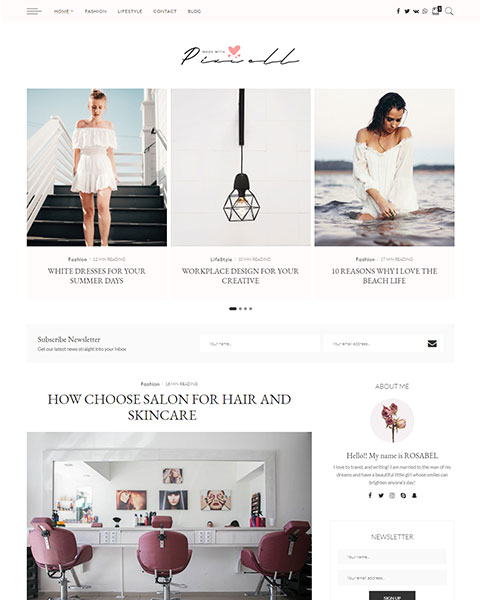 HOME FASHION LIFESTYLE CONTACT BLOG
MADE WITH
Pixiell
Fashion / 12 MIN READING
WHITE DRESSES FOR YOUR
SUMMER DAYS
LifeStyle / 10 MIN READING
WORKPLACE DESIGN FOR YOUR
CREATIVE
Fashion / 27 MIN READING
10 REASONS WHY I LOVE THE
BEACH LIFE
Subscribe Newsletter
Get our latest news straight into your inbox
Your name..
Your email address..
Fashion / 18 MIN READING
HOW CHOOSE SALON FOR HAIR AND
SKINCARE
ABOUT ME
Hello!! My name is ROSABEL
I love to travel, and writing! I am married to the man of my
dreams and have a beautiful little girl whose smiles can
brighten anyone's day!
NEWSLETTER
Your name..
Your email address..
SIGN UP